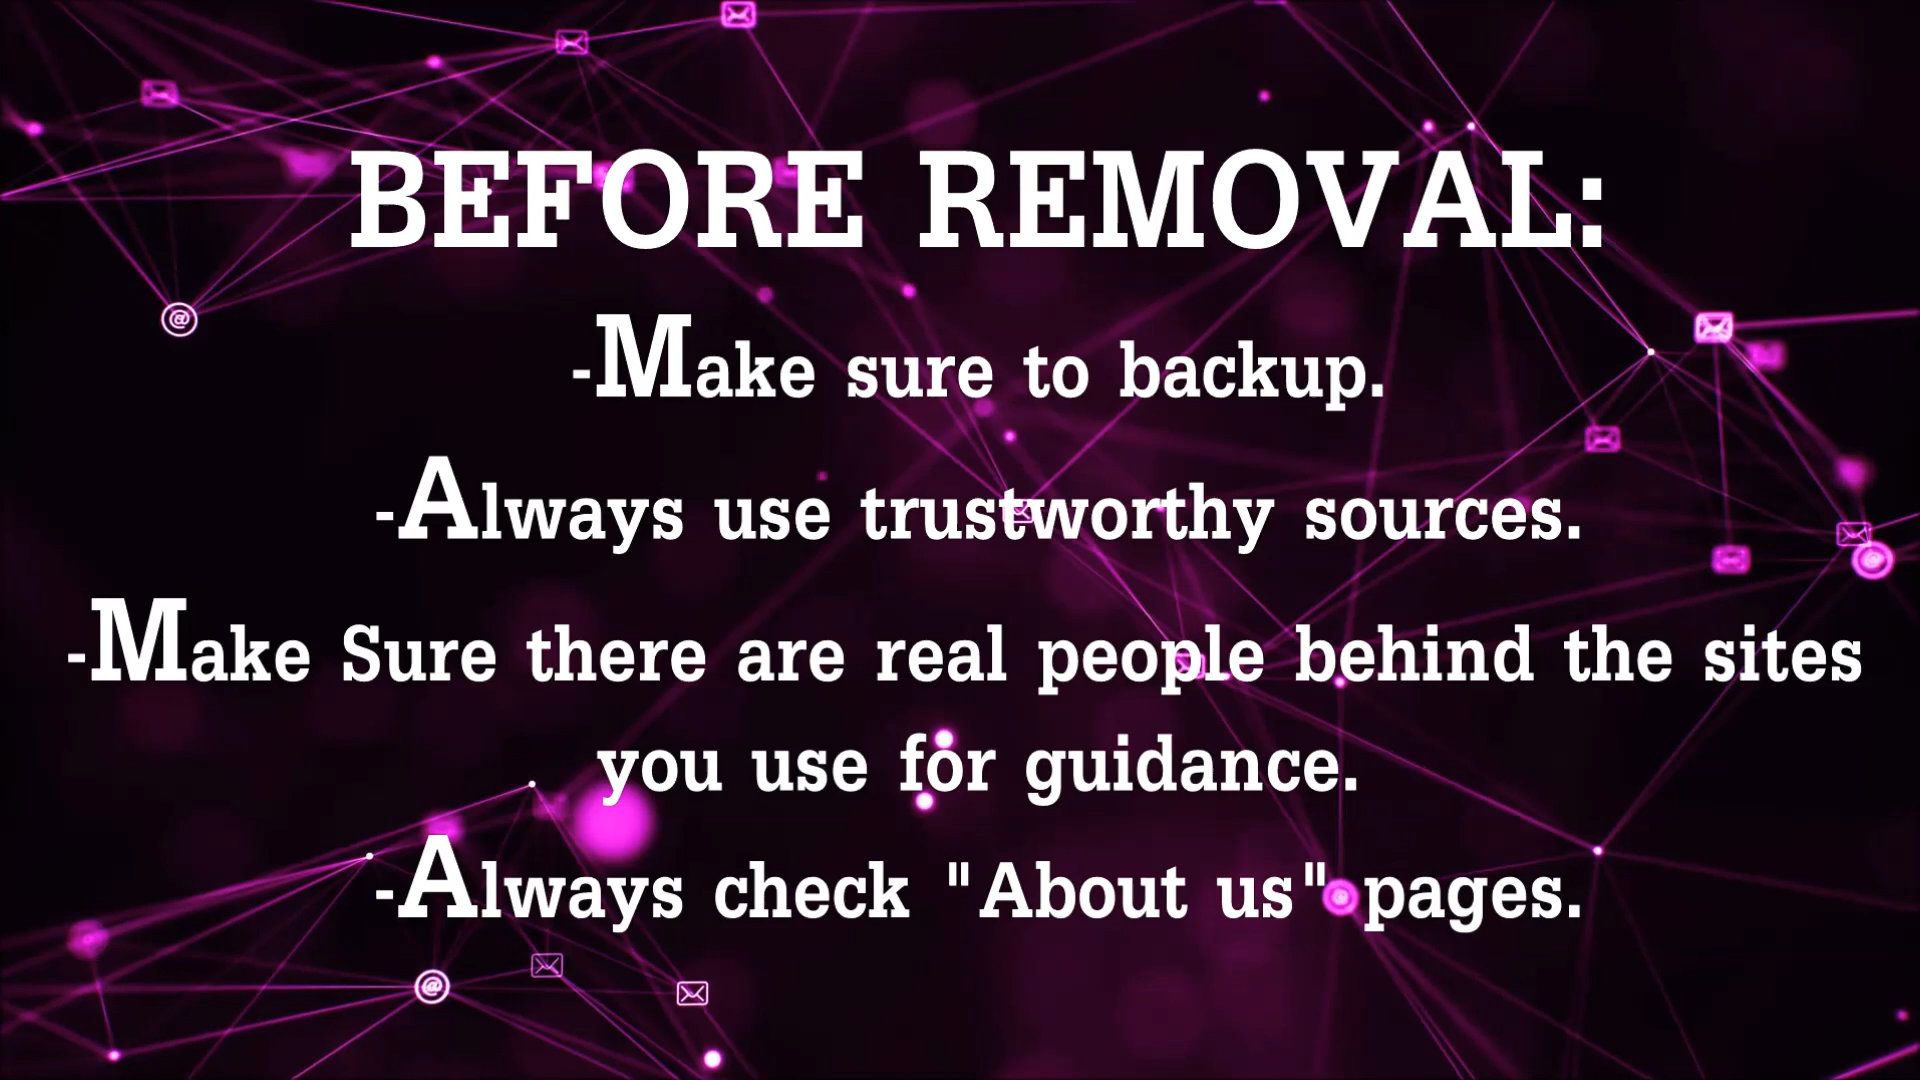 BEFORE REMOVAL:
-Make sure to backup.
-Always use trustworthy sources.
-Make Sure there are real people behind the sites
you use for guidance.
-Always check "About us" pages.